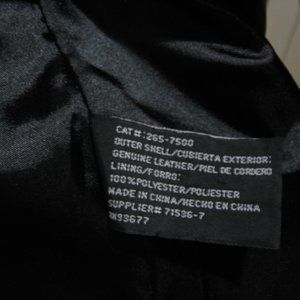 CAT#:265-7500
OUTER SHELL/CUBIERTA EXTERIOR:
GENUINE LEATHER/PIEL DE CORDERO
LINING/FORRO:
100%POLYESTER/POLIESTER
MADE IN CHINA/HECHO EN CHINA
SUPPLIER# 71536-7
RN93677